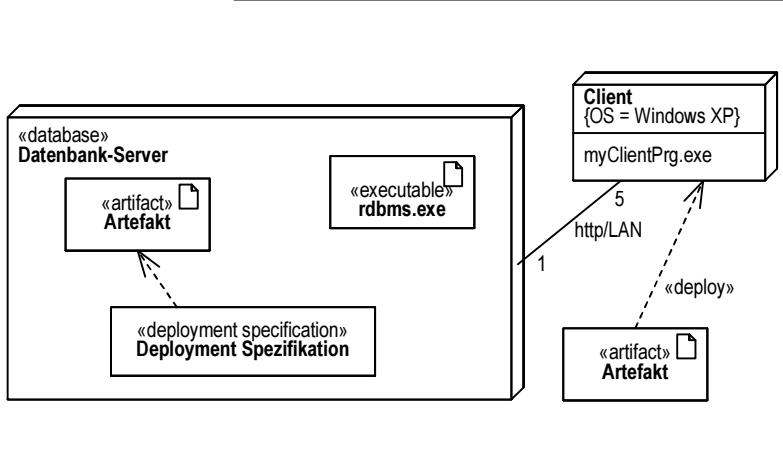 «database»
Datenbank-Server
«artifact»
Artefakt
«executable»
rdbms.exe
«deployment specification»
Deployment Spezifikation
Client
{OS = Windows XP}
myClientPrg.exe
5
http/LAN
1
«deploy»
«artifact»
Artefakt